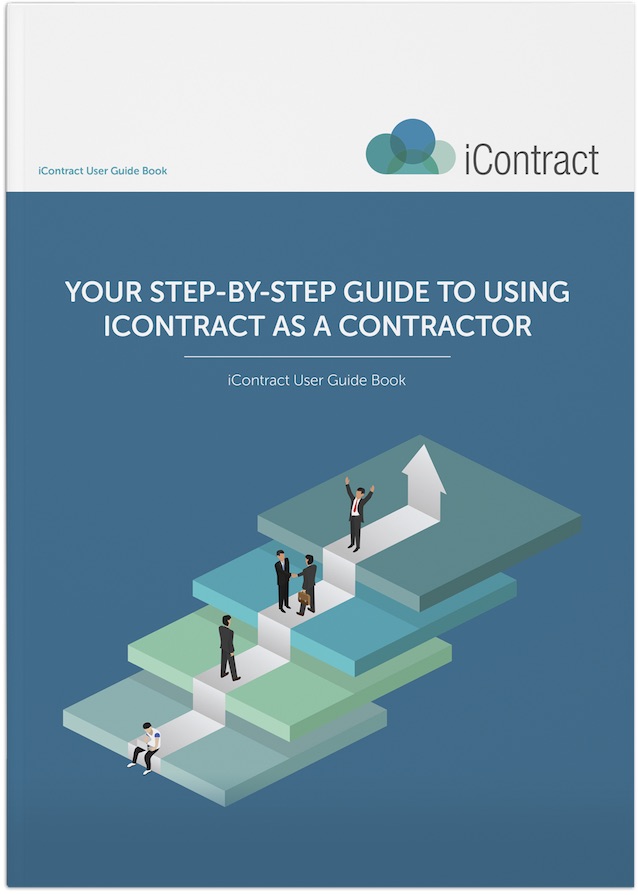 iContract User Guide Book
iContract
YOUR STEP-BY-STEP GUIDE TO USING
ICONTRACT AS A CONTRACTOR
iContract User Guide Book